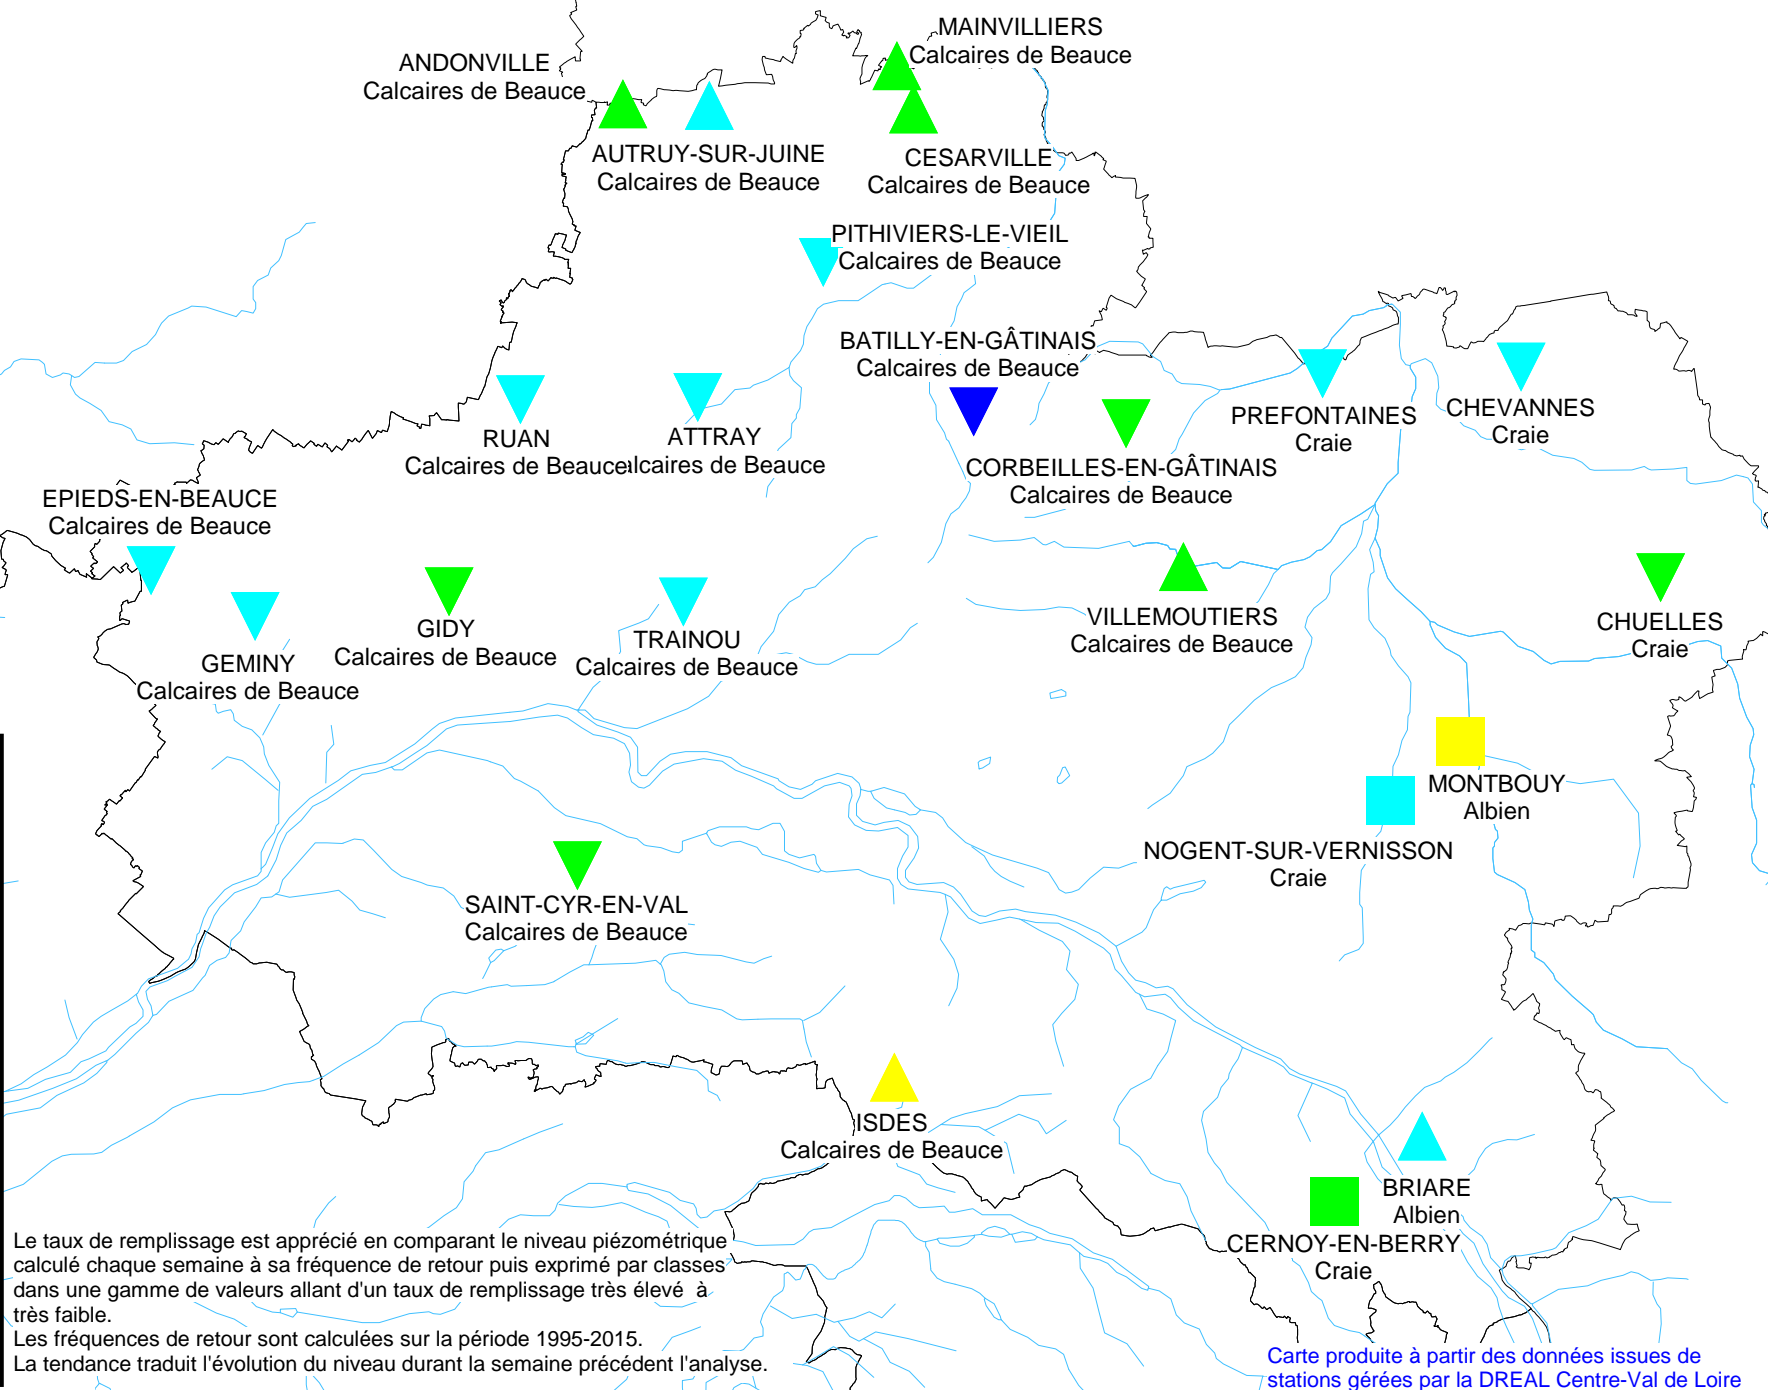 MAINVILLIERS
Calcaires de Beauce
ANDONVILLE
Calcaires de Beauce
AUTRUY-SUR-JUINE
Calcaires de Beauce
CESARVILLE
Calcaires de Beauce
PITHIVIERS-LE-VIEIL
Calcaires de Beauce
BATILLY-EN-GÂTINAIS
Calcaires de Beauce
PREFONTAINES
Craie
CHEVANNES
Craie
RUAN
Calcaires de Beauce
ATTRAY
alcaires de Beauce
CORBEILLES-EN-GÂTINAIS
Calcaires de Beauce
EPIEDS-EN-BEAUCE
Calcaires de Beauce
GEMINY
Calcaires de Beauce
GIDY
Calcaires de Beauce
TRAINOU
Calcaires de Beauce
VILLEMOUTIERS
Calcaires de Beauce
CHUELLES
Craie
MONTBOUY
Albien
NOGENT-SUR-VERNISSON
Craie
SAINT-CYR-EN-VAL
Calcaires de Beauce
ISDES
Calcaires de Beauce
BRIARE
Albien
CERNOY-EN-BERRY
Craie
Le taux de remplissage est apprécié en comparant le niveau piézométrique
calculé chaque semaine à sa fréquence de retour puis exprimé par classes
dans une gamme de valeurs allant d'un taux de remplissage très élevé à
très faible.
Les fréquences de retour sont calculées sur la période 1995-2015.
La tendance traduit l'évolution du niveau durant la semaine précédent l'analyse.
Carte produite à partir des données issues de
stations gérées par la DREAL Centre-Val de Loire